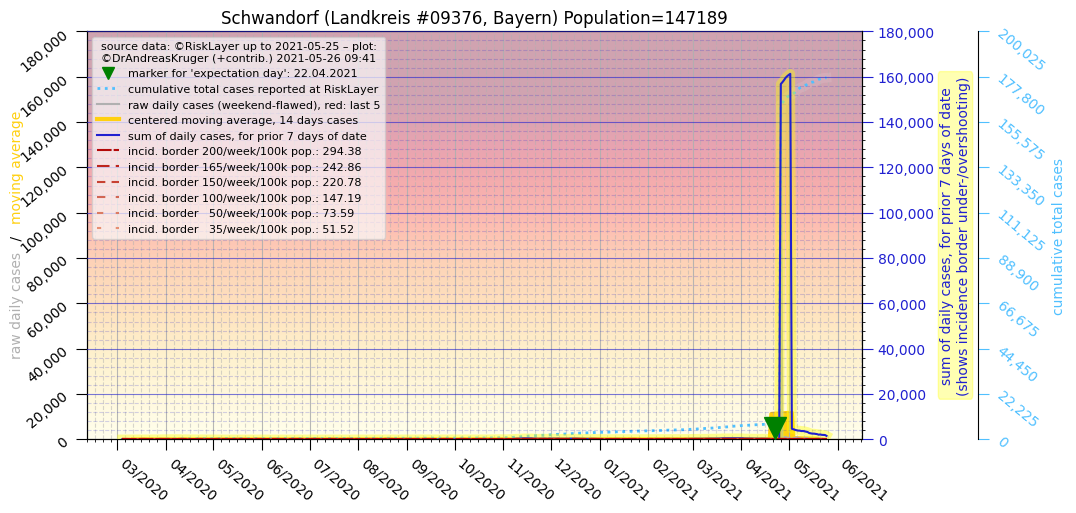 Schwandorf (Landkreis #09376, Bayern) Population=147189
source data: ©RiskLayer up to 2021-05-25 – plot:
©DrAndreasKruger (+contrib.) 2021-05-26 09:41
marker for 'expectation day': 22.04.2021
cumulative total cases reported at RiskLayer
raw daily cases (weekend-flawed), red: last 5
centered moving average, 14 days cases
sum of daily cases, for prior 7 days of date
incid. border 200/week/100k pop.: 294.38
incid. border 165/week/100k pop.: 242.86
incid. border 150/week/100k pop.: 220.78
incid. border 100/week/100k pop.: 147.19
incid. border   50/week/100k pop.: 73.59
incid. border   35/week/100k pop.: 51.52
raw daily cases / moving average
180,000
160,000
140,000
120,000
100,000
80,000
60,000
40,000
20,000
0
03/2020
04/2020
05/2020
06/2020
07/2020
08/2020
09/2020
10/2020
11/2020
12/2020
01/2021
02/2021
03/2021
04/2021
05/2021
06/2021
180,000
160,000
140,000
120,000
100,000
80,000
60,000
40,000
20,000
0
sum of daily cases, for prior 7 days of date
(shows incidence border under-/overshooting)
200,025
177,800
155,575
133,350
111,125
88,900
66,675
44,450
22,225
0
cumulative total cases